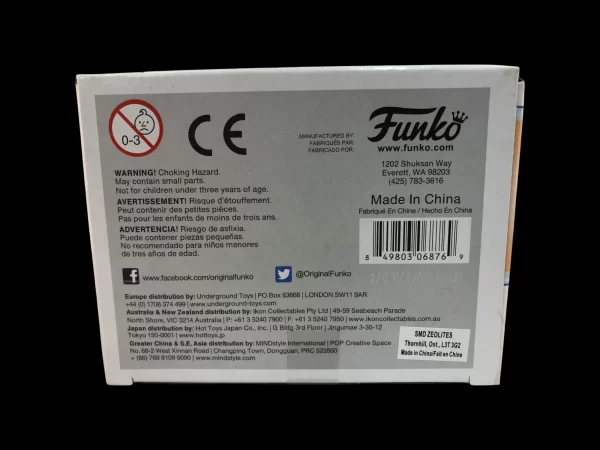 0-3
CE
MANUFACTURED BY:
FABRIQUÉS PAR:
FABRICADO POR:
Funko
www.funko.com
1202 Shuksan Way
Everett, WA 98203
(425) 783-3616
WARNING! Choking Hazard.
May contain small parts.
Not for children under three years of age.
AVERTISSEMENT! Risque d'étouffement.
Peut contenir des petites pièces.
Pas pour les enfants de moins de trois ans.
ADVERTENCIA! Riesgo de asfixia.
Puede contener piezas pequeñas.
No recomendado para niños menores
de tres años de edad.
Made In China
Fabriqué En Chine / Hecho En China
8 49803 06876 9
www.facebook.com/originalfunko
@OriginalFunko
Europe distribution by: Underground Toys | PO Box 63668 | LONDON SW11 9AR
+44 (0) 1708 374 499 | www.underground-toys.com
Australia & New Zealand distribution by: Ikon Collectables Pty Ltd | 49-59 Seabeach Parade
North Shore, VIC 3214 Australia | P: +61 3 5240 7900 | F: +61 3 5240 7950 | www.ikoncollectables.com.au
Japan distribution by: Hot Toys Japan Co., Inc. | G Bldg 3rd Floor | Jingumae 3-30-12
Tokyo 150-0001 | www.hottoys.jp
Greater China & S.E. Asia distribution by: MINDstyle International | POP Creative Space
No. 68-2 West Xinnan Road | Changping Town, Dongguan, PRC 523560
+ (86) 769 8109 9000 | www.mindstyle.com
SMD ZEOLITES
Thornhill, Ont., L3T 3G2
Made in China/Fait en Chine